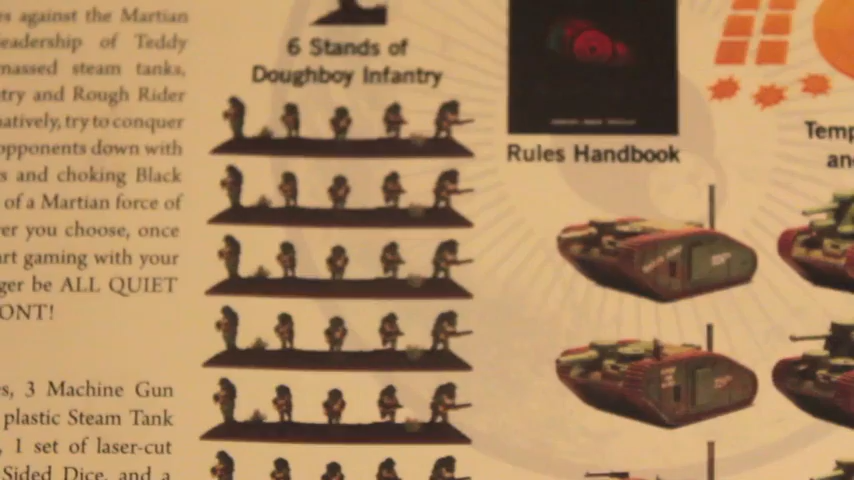 es against the Martian
leadership of Teddy
massed steam tanks,
try and Rough Rider
natively, try to conquer
opponents down with
s and choking Black
of a Martian force of
ver you choose, once
art gaming with your
ger be ALL QUIET
ONT!
es, 3 Machine Gun
plastic Steam Tank
, 1 set of laser-cut
Sided Dice, and a
6 Stands of
Doughboy Infantry
Rules Handbook
Temp
an